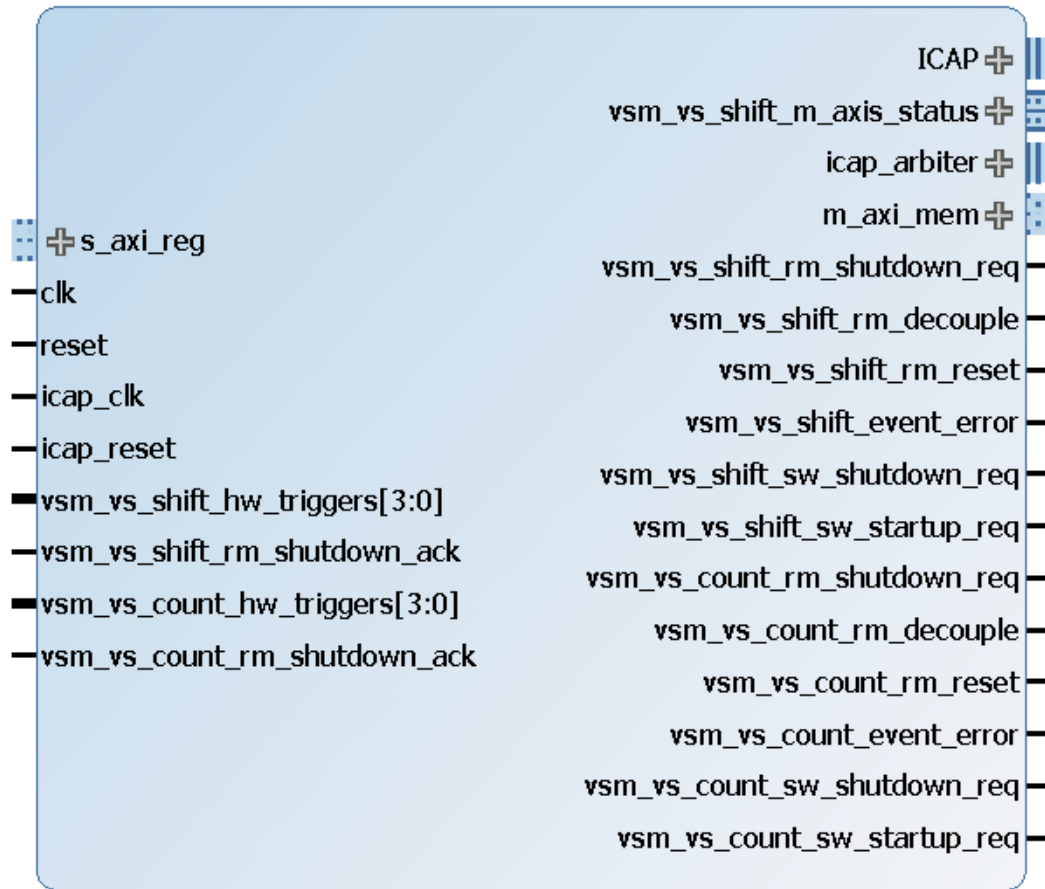 ICAP
vsm_vs_shift_m_axis_status
icap_arbiter
m_axi_mem
s_axi_reg
vsm_vs_shift_rm_shutdown_req
clk
vsm_vs_shift_rm_decouple
reset
vsm_vs_shift_rm_reset
icap_clk
vsm_vs_shift_event_error
icap_reset
vsm_vs_shift_sw_shutdown_req
vsm_vs_shift_hw_triggers[3:0]
vsm_vs_shift_sw_startup_req
vsm_vs_shift_rm_shutdown_ack
vsm_vs_count_rm_shutdown_req
vsm_vs_count_hw_triggers[3:0]
vsm_vs_count_rm_decouple
vsm_vs_count_rm_shutdown_ack
vsm_vs_count_rm_reset
vsm_vs_count_event_error
vsm_vs_count_sw_shutdown_req
vsm_vs_count_sw_startup_req